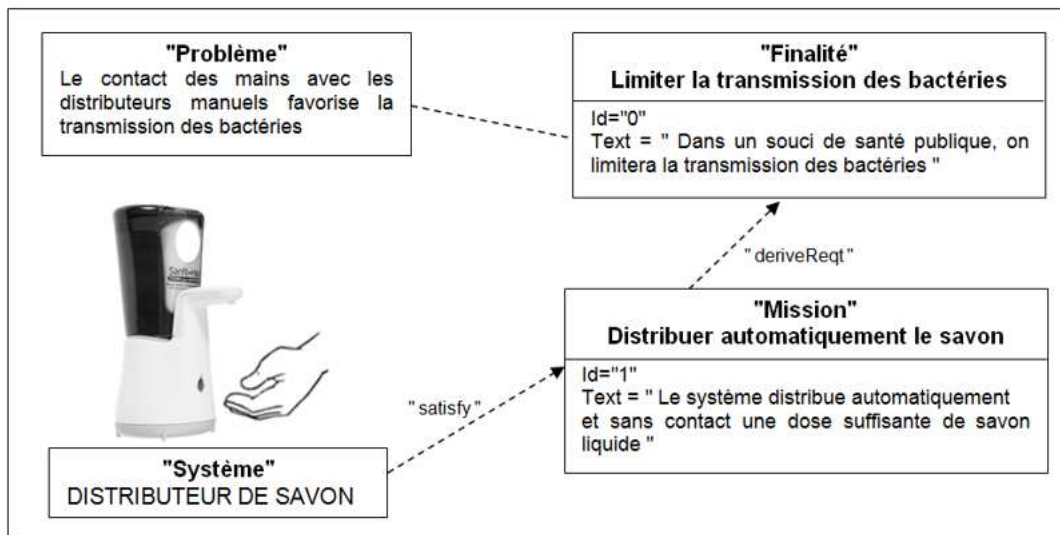 "Problème"
Le contact des mains avec les
distributeurs manuels favorise la
transmission des bactéries
"Finalité"
Limiter la transmission des bactéries
Id="0"
Text = " Dans un souci de santé publique, on
limitera la transmission des bactéries "
" deriveReqt"
"Mission"
Distribuer automatiquement le savon
Id="1"
Text = " Le système distribue automatiquement
et sans contact une dose suffisante de savon
liquide "
" satisfy "
"Système"
DISTRIBUTEUR DE SAVON